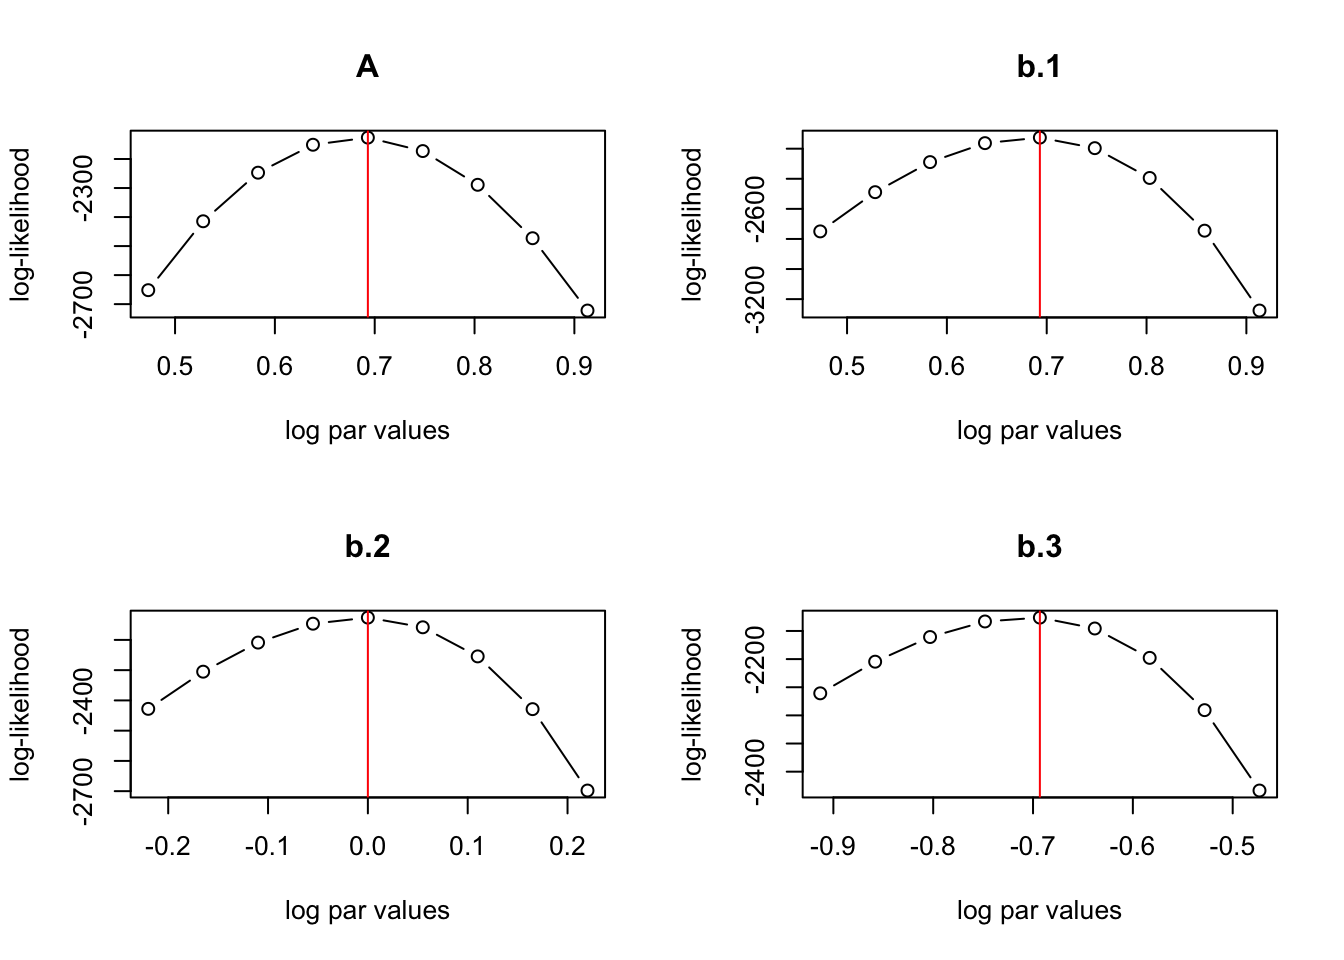 A
log-likelihood
-2300
-2700
0.5 0.6 0.7 0.8 0.9
log par values
b.1
log-likelihood
-2600
-3200
0.5 0.6 0.7 0.8 0.9
log par values
b.2
log-likelihood
-2400
-2700
-0.2 -0.1 0.0 0.1 0.2
log par values
b.3
log-likelihood
-2200
-2400
-0.9 -0.8 -0.7 -0.6 -0.5
log par values